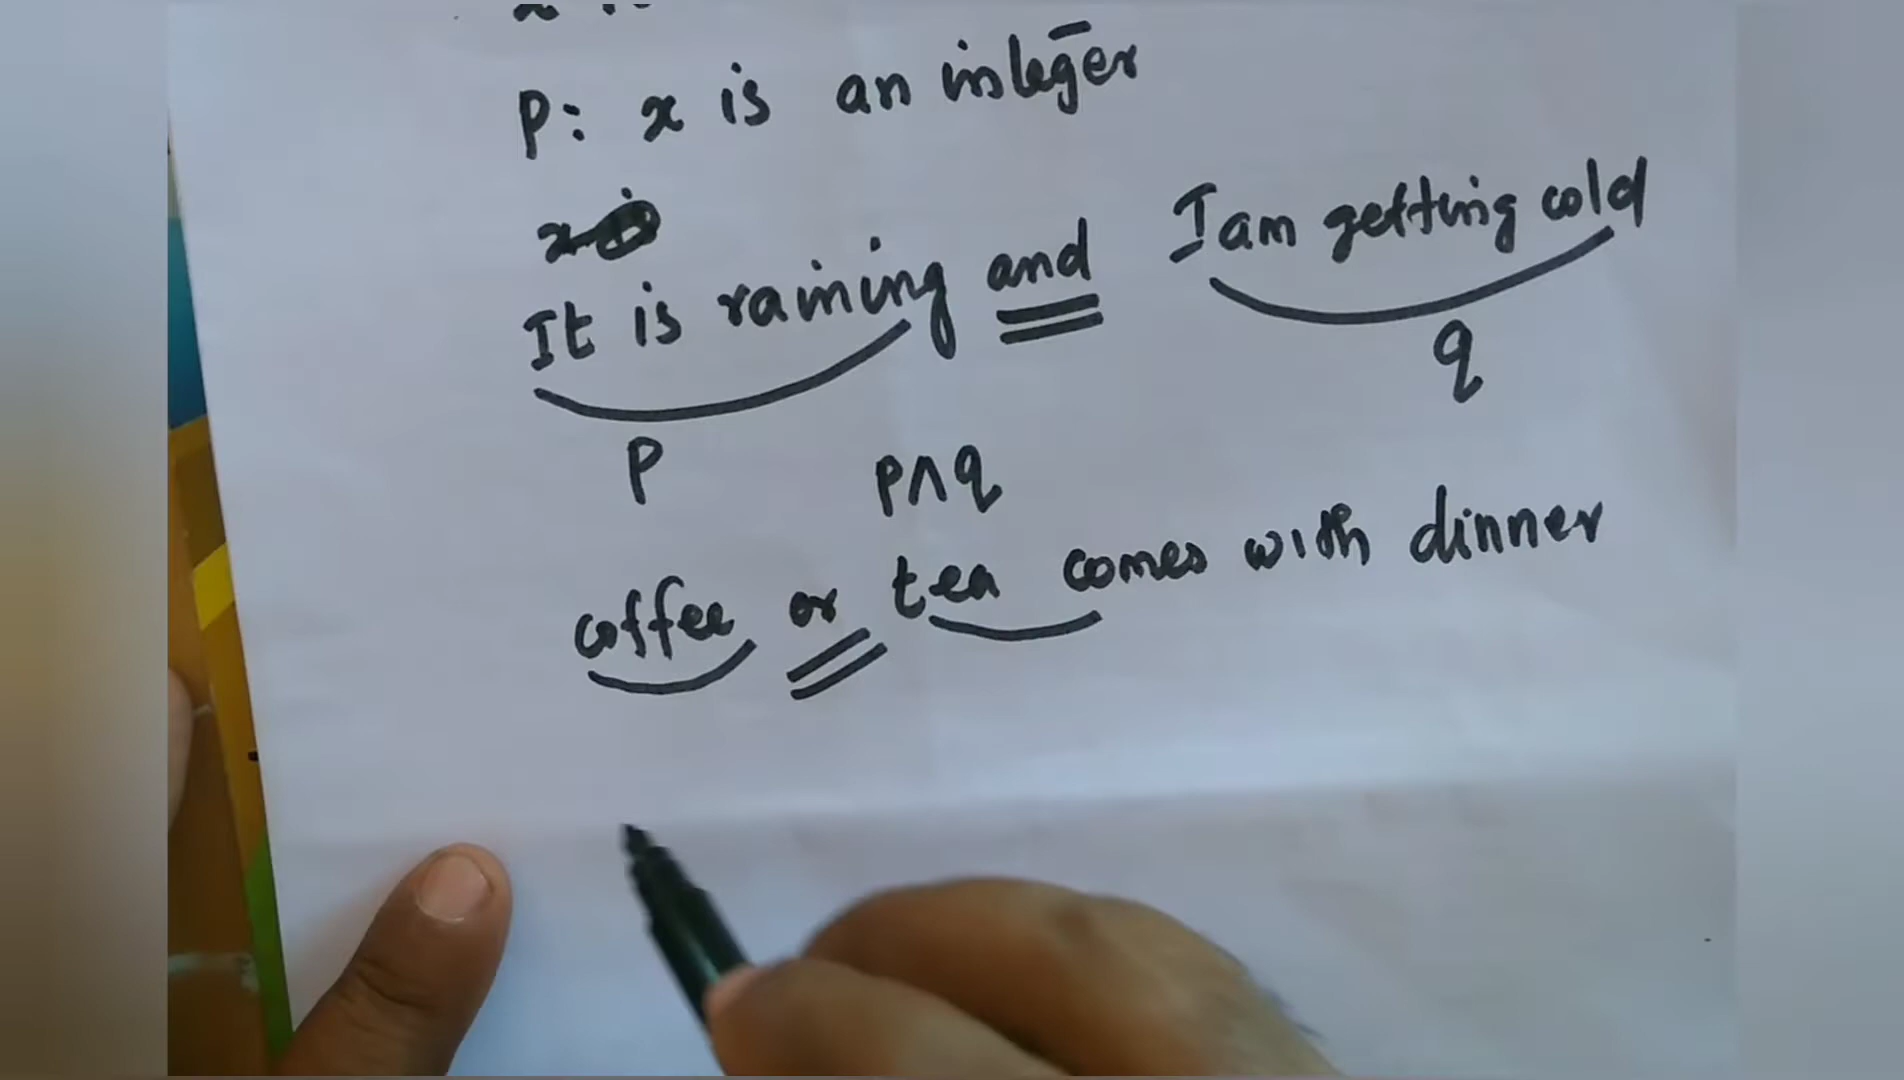 P: x is an integer
It is raining and I am getting cold
q
P
P∧q
coffee or tea comes with dinner